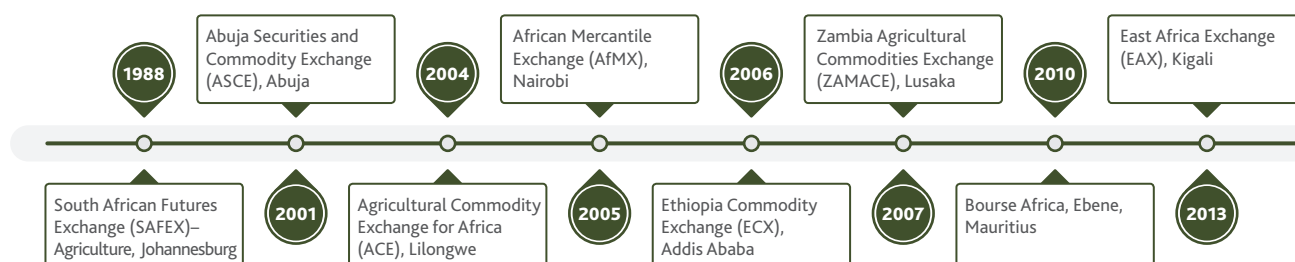 1988
South African Futures
Exchange (SAFEX)–
Agriculture, Johannesburg
Abuja Securities and
Commodity Exchange
(ASCE), Abuja
2001
2004
Agricultural Commodity
Exchange for Africa
(ACE), Lilongwe
African Mercantile
Exchange (AfMX),
Nairobi
2005
2006
Ethiopia Commodity
Exchange (ECX),
Addis Ababa
Zambia Agricultural
Commodities Exchange
(ZAMACE), Lusaka
2007
2010
Bourse Africa, Ebene,
Mauritius
East Africa Exchange
(EAX), Kigali
2013